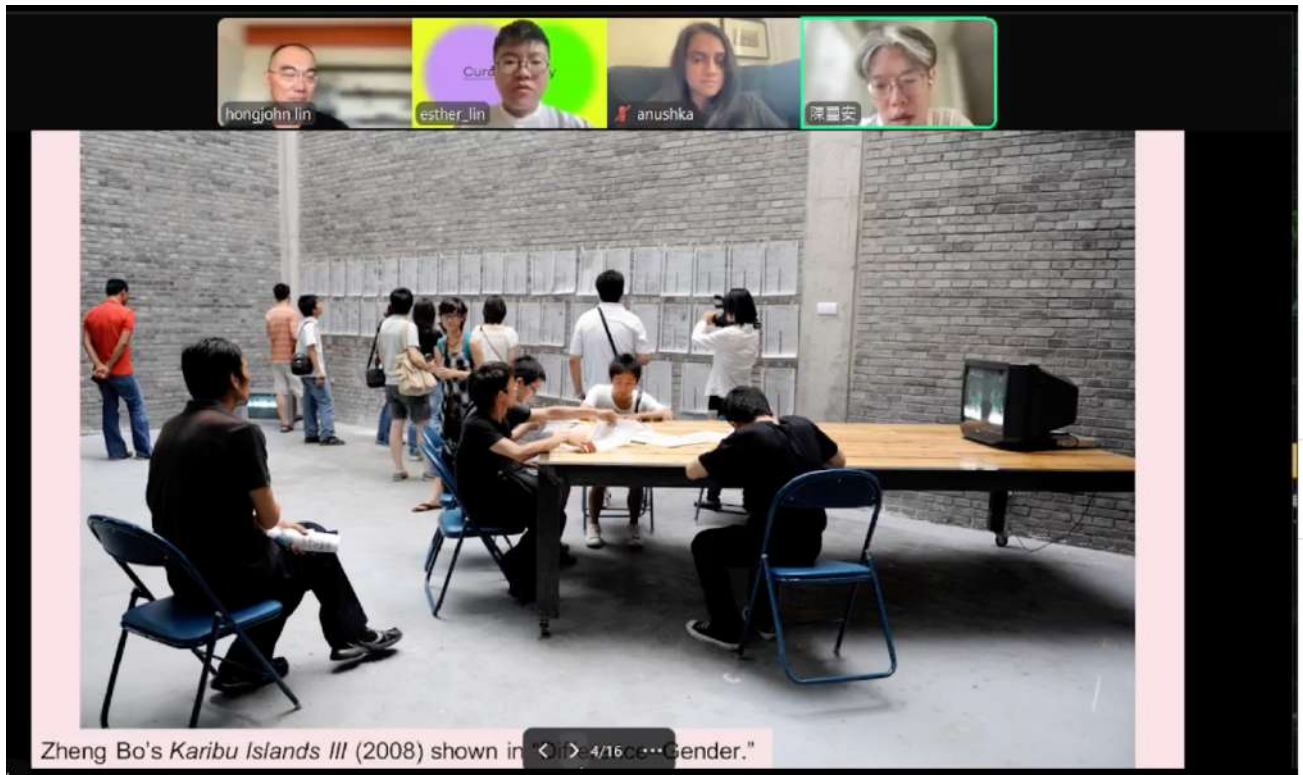 hongjohn lin
esther_lin
anushka
Zheng Bo's Karibu Islands III (2008) shown in Gender."
4/16